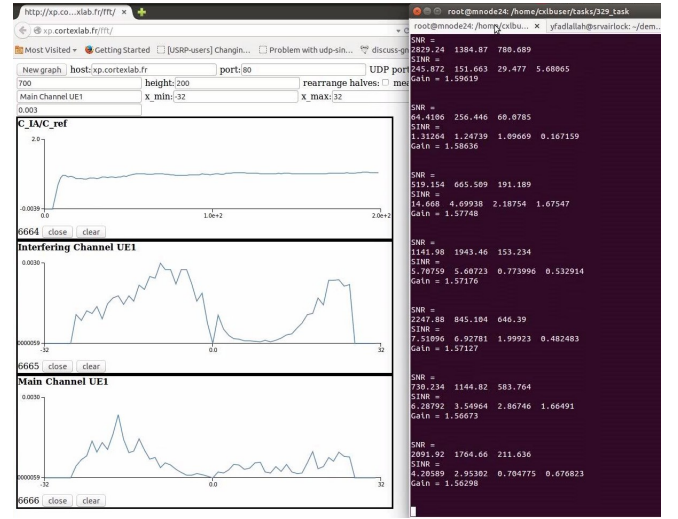 http://xp.co...xlab.fr/fft/ ×
xp.cortexlab.fr/fft/
Most Visited Getting Started [USRP-users] Changin... Problem with udp-sin... discuss-gn
New graph host: xp.cortexlab.fr port: 80 UDP port
700 height: 200 rearrange halves: me
Main Channel UE1 x_min: -32 x_max: 32
0.003
C_IA/C_ref
2.0
-0.0039
0.0 1.0e+2 2.0e+2
6664 close clear
Interfering Channel UE1
0.0030
0000059
-32 0.0 32
6665 close clear
Main Channel UE1
0.0030
0000059
-32 0.0 32
6666 close clear
root@mnode24: /home/cxlbuser/tasks/329_task
root@mnode24: /home/cxlbu... × yfadlallah@srvairlock: ~/dem...
SNR =
2829.24 1384.87 780.689
SINR =
245.872 151.663 29.477 5.68065
Gain = 1.59619
SNR =
64.4106 256.446 60.0785
SINR =
1.31264 1.24739 1.09669 0.167159
Gain = 1.58636
SNR =
519.154 665.509 191.189
SINR =
14.668 4.69938 2.18754 1.67547
Gain = 1.57748
SNR =
1141.98 1943.46 153.234
SINR =
5.70759 5.60723 0.773996 0.532914
Gain = 1.57176
SNR =
2247.88 845.104 646.39
SINR =
7.51096 6.92781 1.99923 0.482483
Gain = 1.57127
SNR =
730.234 1144.82 583.764
SINR =
6.28792 3.54964 2.86746 1.66491
Gain = 1.56673
SNR =
2091.92 1764.66 211.636
SINR =
4.20589 2.95302 0.704775 0.676823
Gain = 1.56298